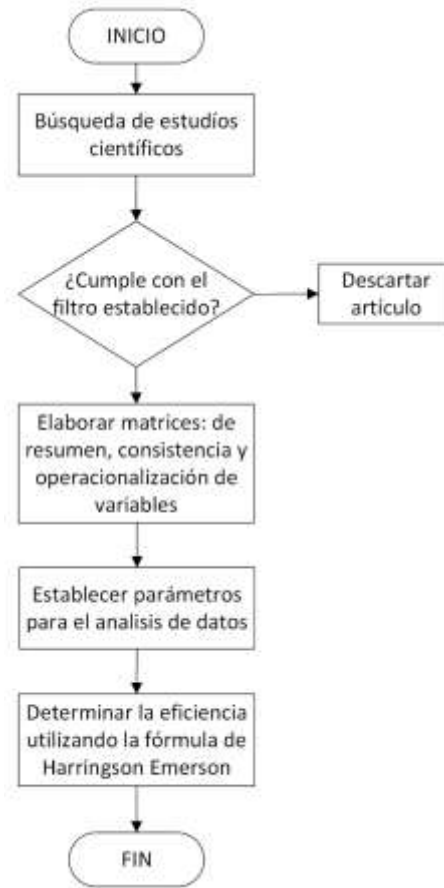 INICIO
Búsqueda de estudíos
científicos
¿Cumple con el
filtro establecido?
Descartar
artículo
Elaborar matrices: de
resumen, consistencia y
operacionalización de
variables
Establecer parámetros
para el analisis de datos
Determinar la eficiencia
utilizando la fórmula de
Harringson Emerson
FIN